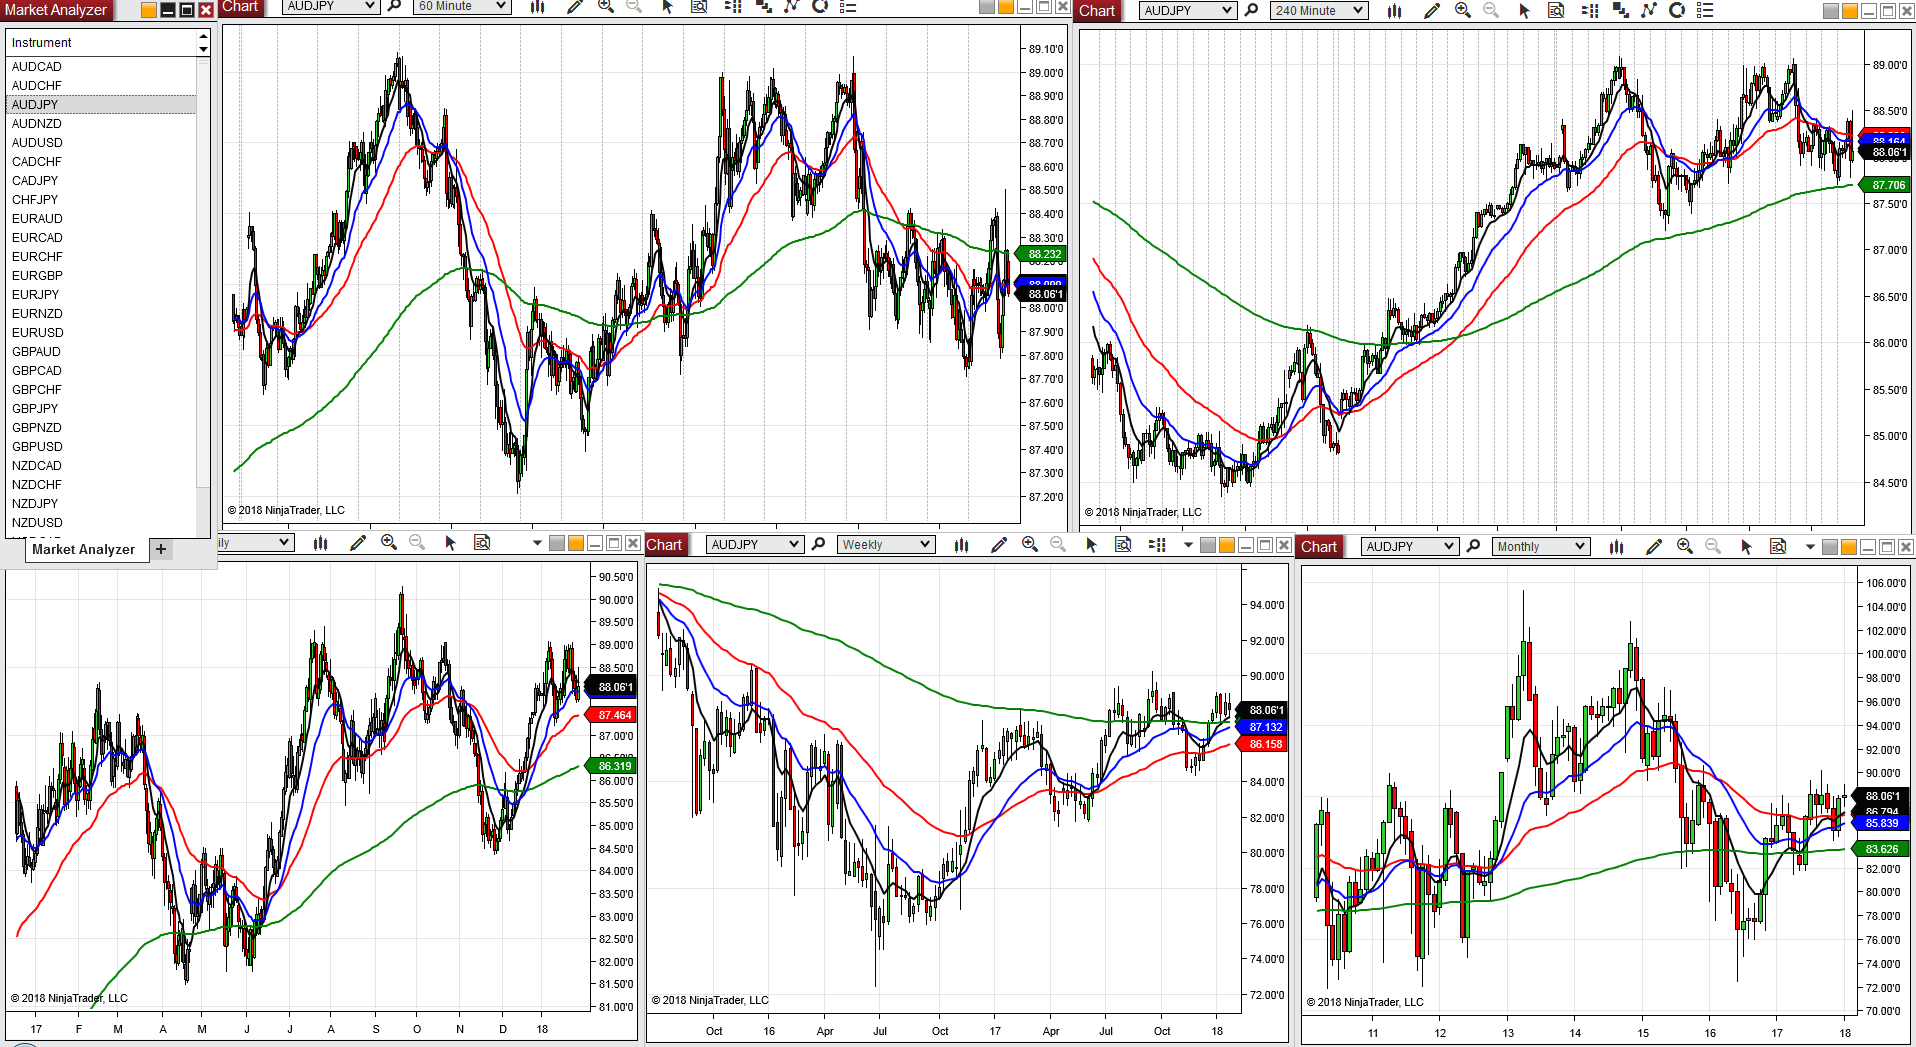 Market Analyzer
Instrument
AUDCAD
AUDCHF
AUDJPY
AUDNZD
AUDUSD
CADCHF
CADJPY
CHFJPY
EURAUD
EURCAD
EURCHF
EURGBP
EURJPY
EURNZD
EURUSD
GBPAUD
GBPCAD
GBPCHF
GBPJPY
GBPNZD
GBPUSD
NZDCAD
NZDCHF
NZDJPY
NZDUSD
Market Analyzer +
Chart AUDJPY 60 Minute
89.10'0
89.00'0
88.90'0
88.80'0
88.70'0
88.60'0
88.50'0
88.40'0
88.30'0
88.232
88.06'1
88.00'0
87.90'0
87.80'0
87.70'0
87.60'0
87.50'0
87.40'0
87.30'0
87.20'0
© 2018 NinjaTrader, LLC
Chart AUDJPY 240 Minute
89.00'0
88.50'0
88.06'1
87.706
87.50'0
87.00'0
86.50'0
86.00'0
85.50'0
85.00'0
84.50'0
© 2018 NinjaTrader, LLC
ily
90.50'0
90.00'0
89.50'0
89.00'0
88.50'0
88.06'1
87.464
87.00'0
86.319
86.00'0
85.50'0
85.00'0
84.50'0
84.00'0
83.50'0
83.00'0
82.50'0
82.00'0
81.50'0
81.00'0
© 2018 NinjaTrader, LLC
17 F M A M J J A S O N D 18
Chart AUDJPY Weekly
94.00'0
92.00'0
90.00'0
88.06'1
87.132
86.158
84.00'0
82.00'0
80.00'0
78.00'0
76.00'0
74.00'0
72.00'0
© 2018 NinjaTrader, LLC
Oct 16 Apr Jul Oct 17 Apr Jul Oct 18
Chart AUDJPY Monthly
106.00'0
104.00'0
102.00'0
100.00'0
98.00'0
96.00'0
94.00'0
92.00'0
90.00'0
88.06'1
86.794
85.839
83.626
82.00'0
80.00'0
78.00'0
76.00'0
74.00'0
72.00'0
70.00'0
© 2018 NinjaTrader, LLC
11 12 13 14 15 16 17 18